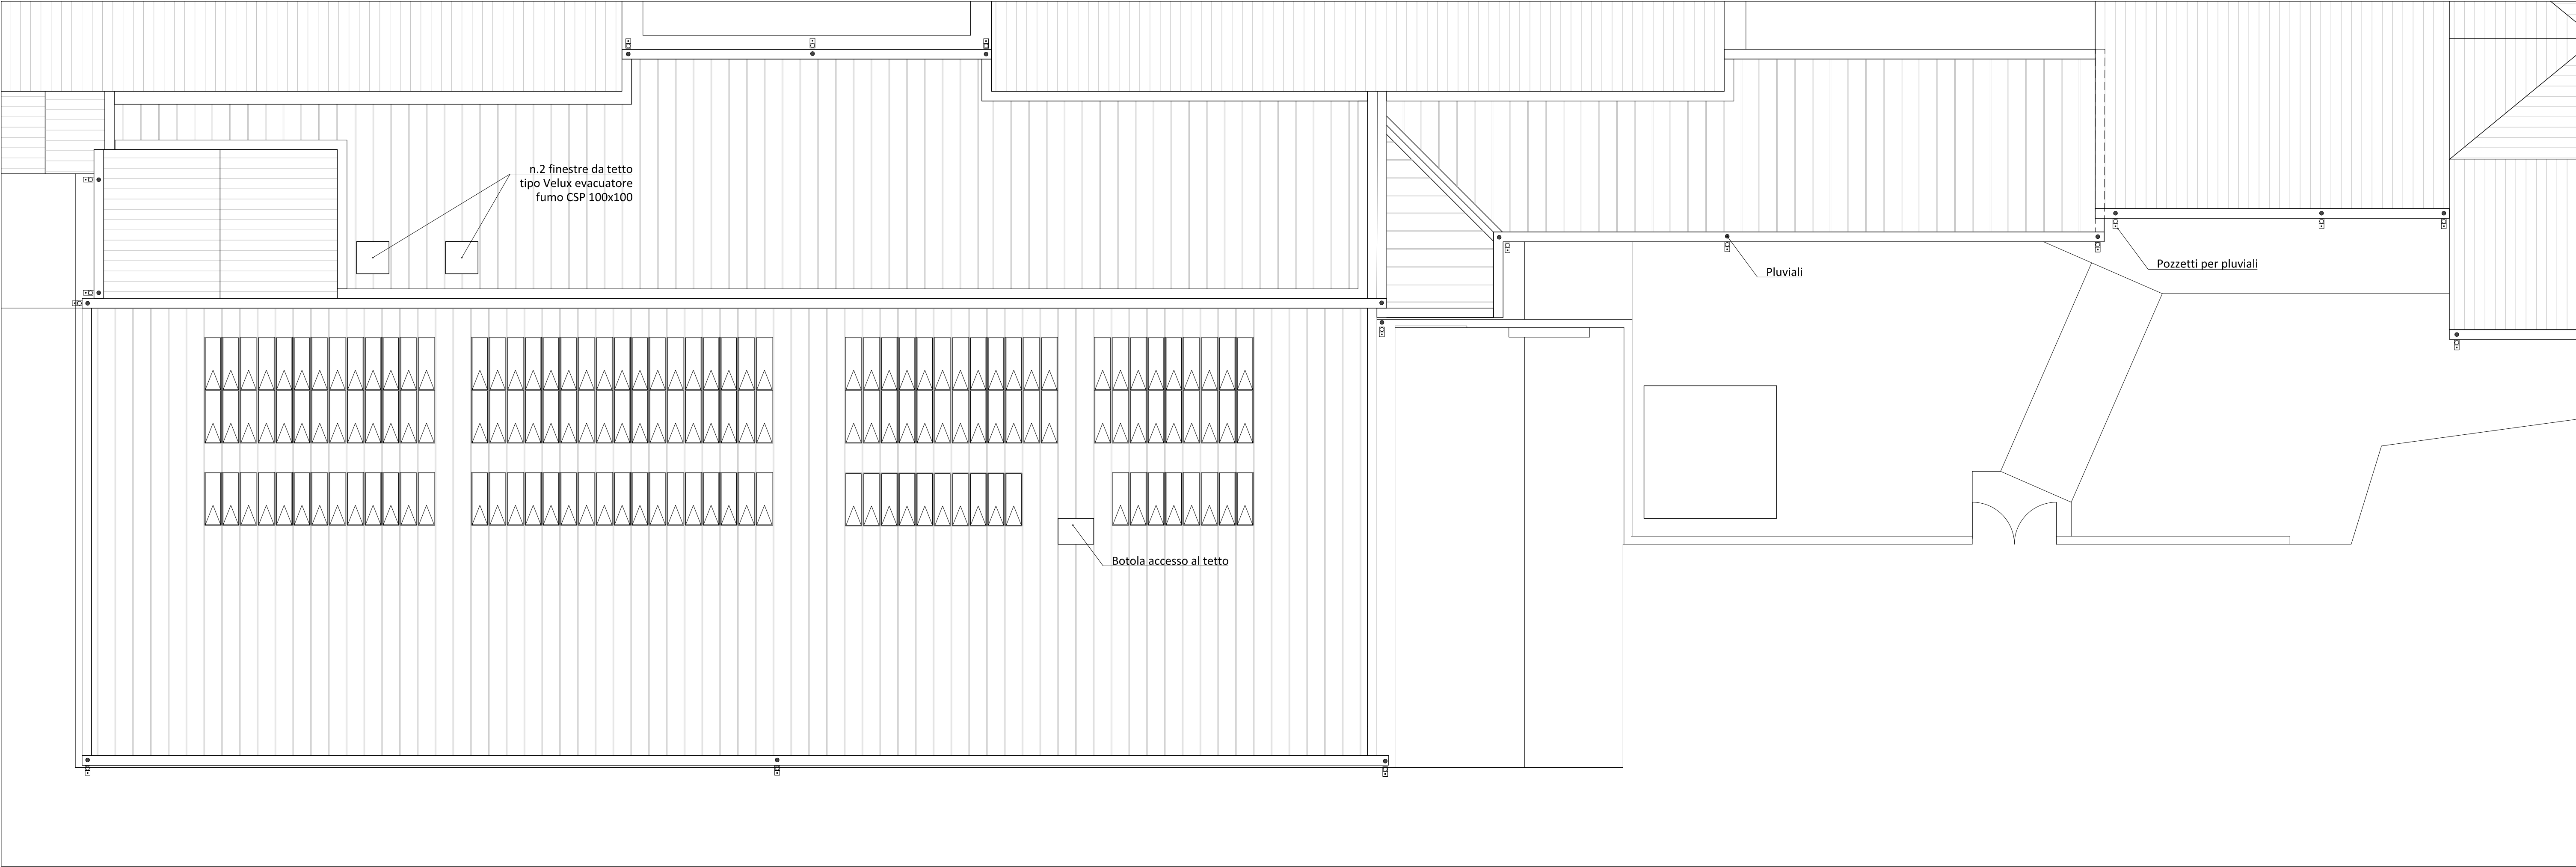 n.2 finestre da tetto
tipo Velux evacuatore
fumo CSP 100x100
Pluviali
Pozzetti per pluviali
Botola accesso al tetto